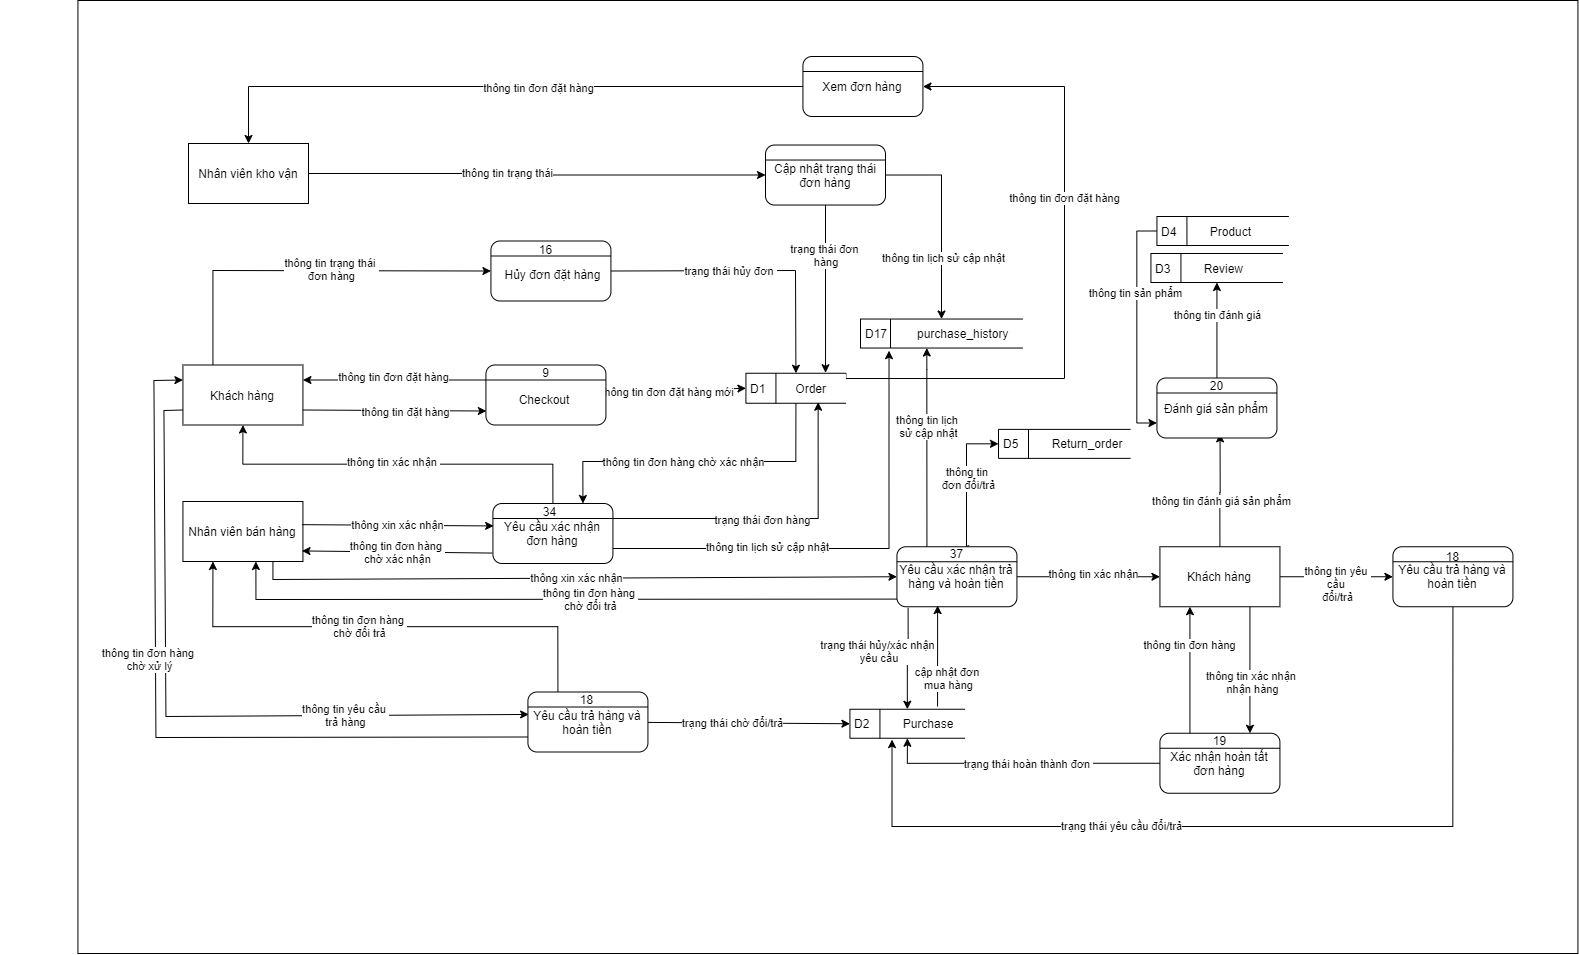 Xem đơn hàng
thông tin đơn đặt hàng
Nhân viên kho vận
thông tin trạng thái
Cập nhật trạng thái
đơn hàng
thông tin đơn đặt hàng
D4
Product
D3
Review
thông tin sản phẩm
thông tin đánh giá
16
Hủy đơn đặt hàng
thông tin trạng thái
đơn hàng
trạng thái hủy đơn
trạng thái đơn
hàng
thông tin lịch sử cập nhật
D17
purchase_history
Khách hàng
thông tin đơn đặt hàng
thông tin đặt hàng
9
Checkout
hông tin đơn đặt hàng mới
D1
Order
20
Đánh giá sản phẩm
thông tin lịch
sử cập nhật
D5
Return_order
thông tin
đơn đổi/trả
thông tin xác nhận
thông tin đơn hàng chờ xác nhận
thông tin đánh giá sản phẩm
Nhân viên bán hàng
thông xin xác nhận
thông tin đơn hàng
chờ xác nhận
34
Yêu cầu xác nhận
đơn hàng
trạng thái đơn hàng
thông tin lịch sử cập nhật
thông xin xác nhận
thông tin đơn hàng
chờ đổi trả
37
Yêu cầu xác nhận trả
hàng và hoàn tiền
thông tin xác nhận
Khách hàng
thông tin yêu
cầu
đổi/trả
18
Yêu cầu trả hàng và
hoàn tiền
thông tin đơn hàng
chờ đổi trả
thông tin đơn hàng
chờ xử lý
trạng thái hủy/xác nhận
yêu cầu
cập nhật đơn
mua hàng
thông tin đơn hàng
thông tin xác nhận
nhận hàng
thông tin yêu cầu
trả hàng
18
Yêu cầu trả hàng và
hoàn tiền
trạng thái chờ đổi/trả
D2
Purchase
19
Xác nhận hoàn tất
đơn hàng
trạng thái hoàn thành đơn
trạng thái yêu cầu đổi/trả